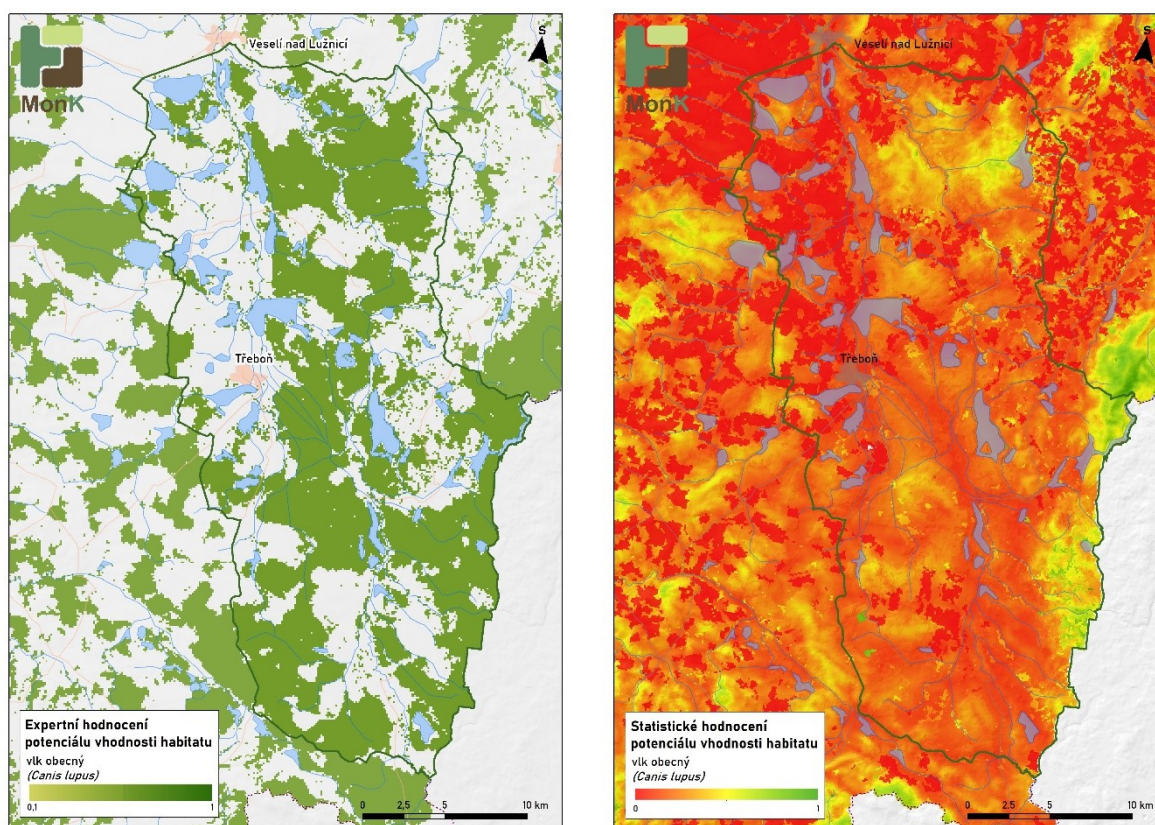 MonK
Veselí nad Lužnicí
S
Třeboň
Expertní hodnocení
potenciálu vhodnosti habitatu
vlk obecný
(Canis lupus)
0,1 1
0 2,5 5 10 km
MonK
Veselí nad Lužnicí
S
Třeboň
Statistické hodnocení
potenciálu vhodnosti habitatu
vlk obecný
(Canis lupus)
0 1
0 2,5 5 10 km